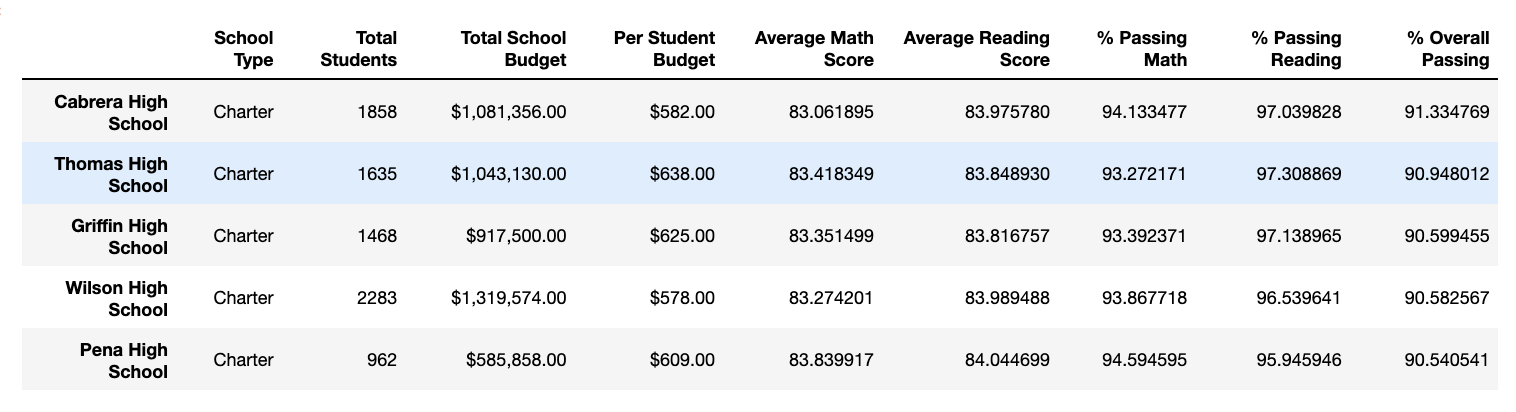 School Type Total Students Total School Budget Per Student Budget Average Math Score Average Reading Score % Passing Math % Passing Reading % Overall Passing
Cabrera High School Charter 1858 $1,081,356.00 $582.00 83.061895 83.975780 94.133477 97.039828 91.334769
Thomas High School Charter 1635 $1,043,130.00 $638.00 83.418349 83.848930 93.272171 97.308869 90.948012
Griffin High School Charter 1468 $917,500.00 $625.00 83.351499 83.816757 93.392371 97.138965 90.599455
Wilson High School Charter 2283 $1,319,574.00 $578.00 83.274201 83.989488 93.867718 96.539641 90.582567
Pena High School Charter 962 $585,858.00 $609.00 83.839917 84.044699 94.594595 95.945946 90.540541